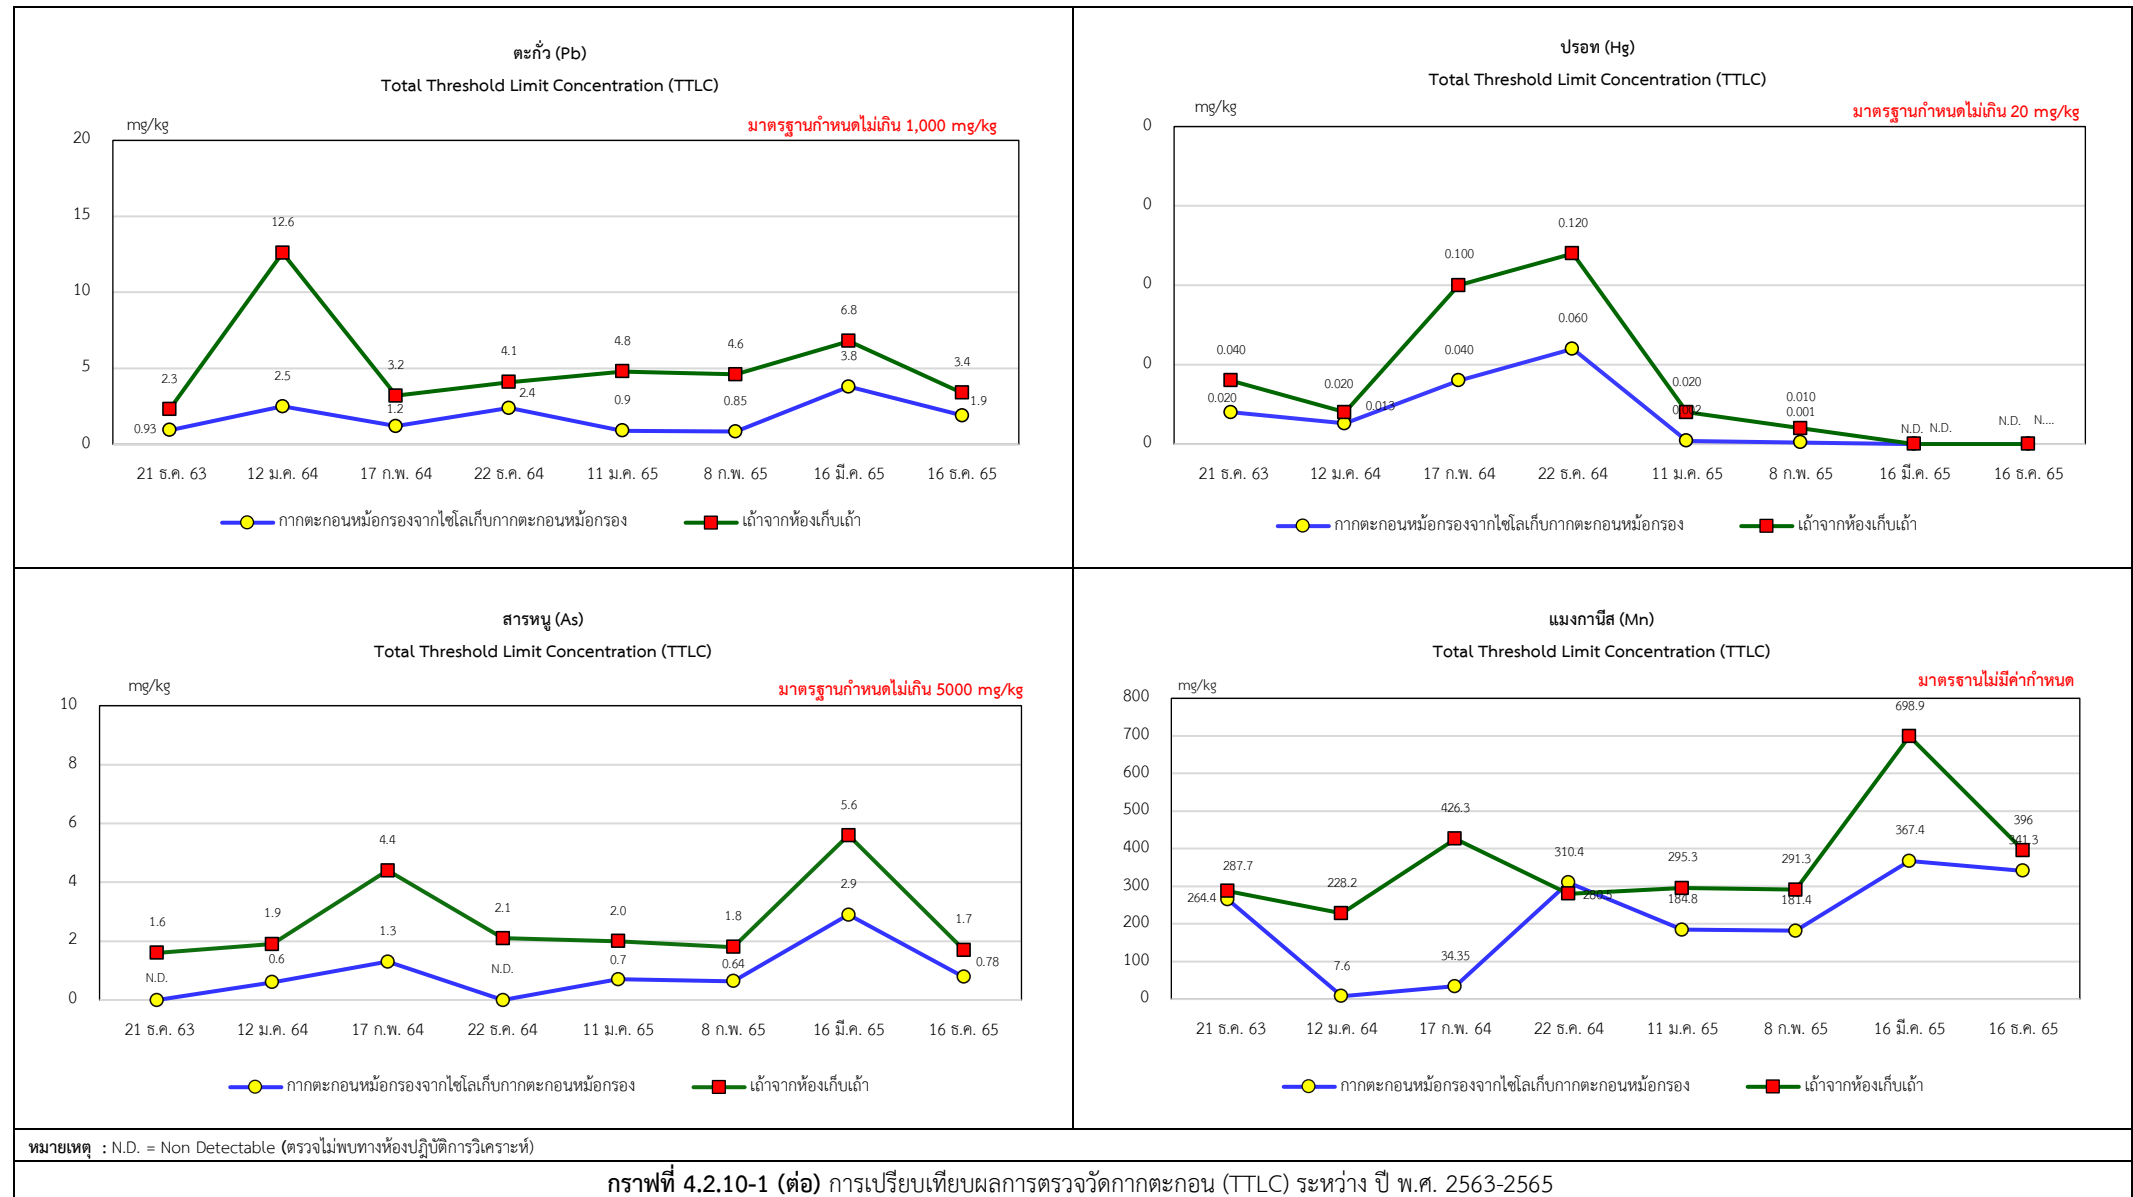 ตะกั่ว (Pb)
Total Threshold Limit Concentration (TTLC)
mg/kg
มาตรฐานกำหนดไม่เกิน 1,000 mg/kg
20
15
10
5
0
2.3
12.6
3.2
4.1
4.8
4.6
6.8
3.4
0.93
2.5
1.2
2.4
0.9
0.85
3.8
1.9
21 ธ.ค. 63 12 ม.ค. 64 17 ก.พ. 64 22 ธ.ค. 64 11 ม.ค. 65 8 ก.พ. 65 16 มี.ค. 65 16 ธ.ค. 65
กากตะกอนหม้อกรองจากไซโลเก็บกากตะกอนหม้อกรอง เถ้าจากห้องเก็บเถ้า
ปรอท (Hg)
Total Threshold Limit Concentration (TTLC)
mg/kg
มาตรฐานกำหนดไม่เกิน 20 mg/kg
0
0
0
0
0
0.040
0.020
0.100
0.120
0.020
0.010
N.D.
N.D.
0.020
0.013
0.040
0.060
0.002
0.001
N.D.
N....
21 ธ.ค. 63 12 ม.ค. 64 17 ก.พ. 64 22 ธ.ค. 64 11 ม.ค. 65 8 ก.พ. 65 16 มี.ค. 65 16 ธ.ค. 65
กากตะกอนหม้อกรองจากไซโลเก็บกากตะกอนหม้อกรอง เถ้าจากห้องเก็บเถ้า
สารหนู (As)
Total Threshold Limit Concentration (TTLC)
mg/kg
มาตรฐานกำหนดไม่เกิน 5000 mg/kg
10
8
6
4
2
0
1.6
1.9
4.4
2.1
2.0
1.8
5.6
1.7
N.D.
0.6
1.3
N.D.
0.7
0.64
2.9
0.78
21 ธ.ค. 63 12 ม.ค. 64 17 ก.พ. 64 22 ธ.ค. 64 11 ม.ค. 65 8 ก.พ. 65 16 มี.ค. 65 16 ธ.ค. 65
กากตะกอนหม้อกรองจากไซโลเก็บกากตะกอนหม้อกรอง เถ้าจากห้องเก็บเถ้า
แมงกานีส (Mn)
Total Threshold Limit Concentration (TTLC)
mg/kg
มาตรฐานไม่มีค่ากำหนด
800
700
600
500
400
300
200
100
0
287.7
228.2
426.3
280.5
295.3
291.3
698.9
396
264.4
7.6
34.35
310.4
184.8
181.4
367.4
341.3
21 ธ.ค. 63 12 ม.ค. 64 17 ก.พ. 64 22 ธ.ค. 64 11 ม.ค. 65 8 ก.พ. 65 16 มี.ค. 65 16 ธ.ค. 65
กากตะกอนหม้อกรองจากไซโลเก็บกากตะกอนหม้อกรอง เถ้าจากห้องเก็บเถ้า
หมายเหตุ : N.D. = Non Detectable (ตรวจไม่พบทางห้องปฏิบัติการวิเคราะห์)
กราฟที่ 4.2.10-1 (ต่อ) การเปรียบเทียบผลการตรวจวัดกากตะกอน (TTLC) ระหว่าง ปี พ.ศ. 2563-2565